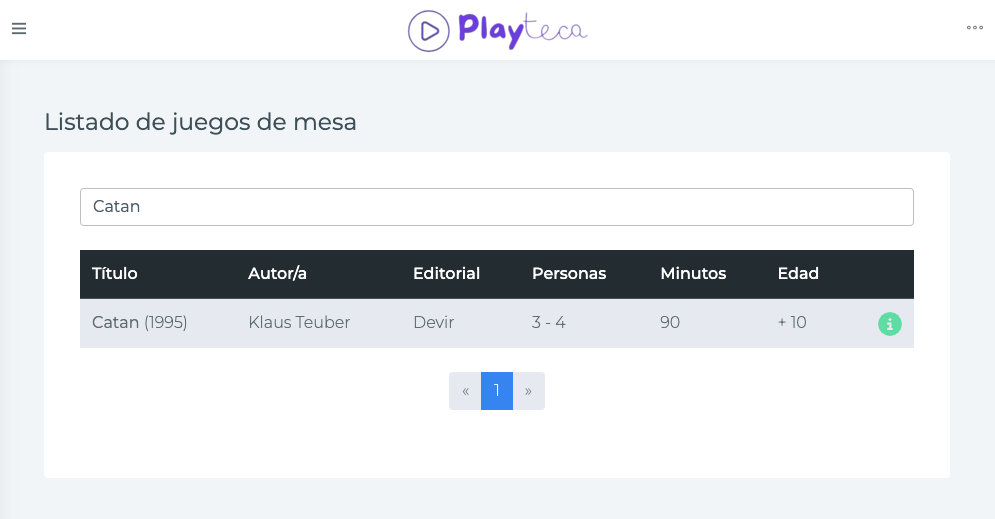 Playteca
Listado de juegos de mesa
Catan
Título Autor/a Editorial Personas Minutos Edad
Catan (1995) Klaus Teuber Devir 3 - 4 90 + 10 i
« 1 »